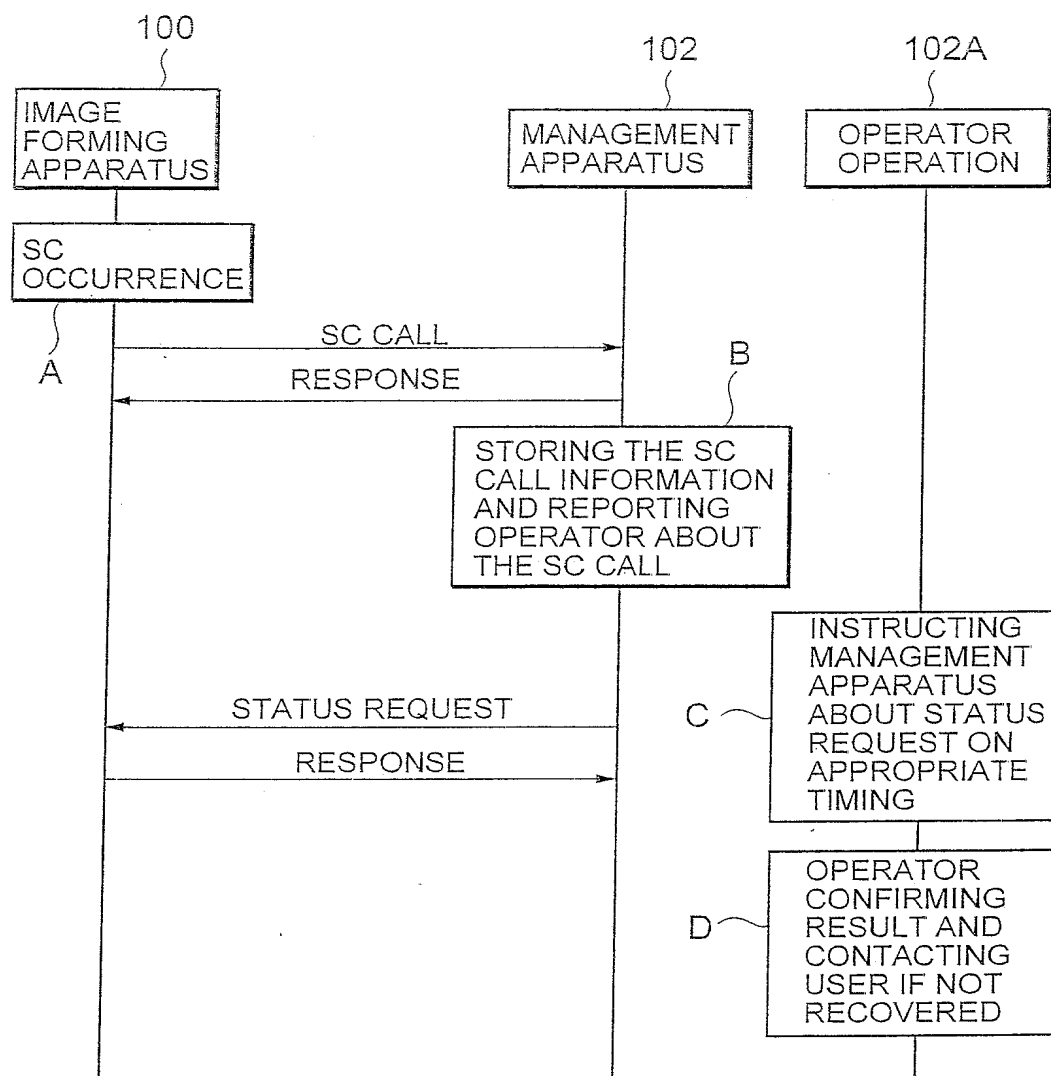 100
102
102A
IMAGE
FORMING
APPARATUS
MANAGEMENT
APPARATUS
OPERATOR
OPERATION
SC
OCCURRENCE
A
SC CALL
RESPONSE
B
STORING THE SC
CALL INFORMATION
AND REPORTING
OPERATOR ABOUT
THE SC CALL
STATUS REQUEST
RESPONSE
C
INSTRUCTING
MANAGEMENT
APPARATUS
ABOUT STATUS
REQUEST ON
APPROPRIATE
TIMING
D
OPERATOR
CONFIRMING
RESULT AND
CONTACTING
USER IF NOT
RECOVERED